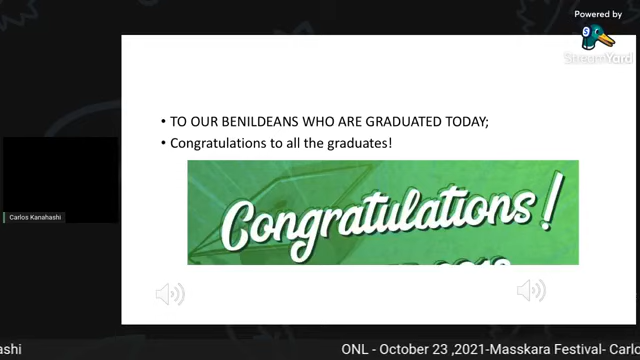 Powered by
StreamYard
• TO OUR BENILDEANS WHO ARE GRADUATED TODAY;
• Congratulations to all the graduates!
Congratulations!
Carlos Kanahashi
ashi
ONL - October 23 ,2021-Masskara Festival- Carlo